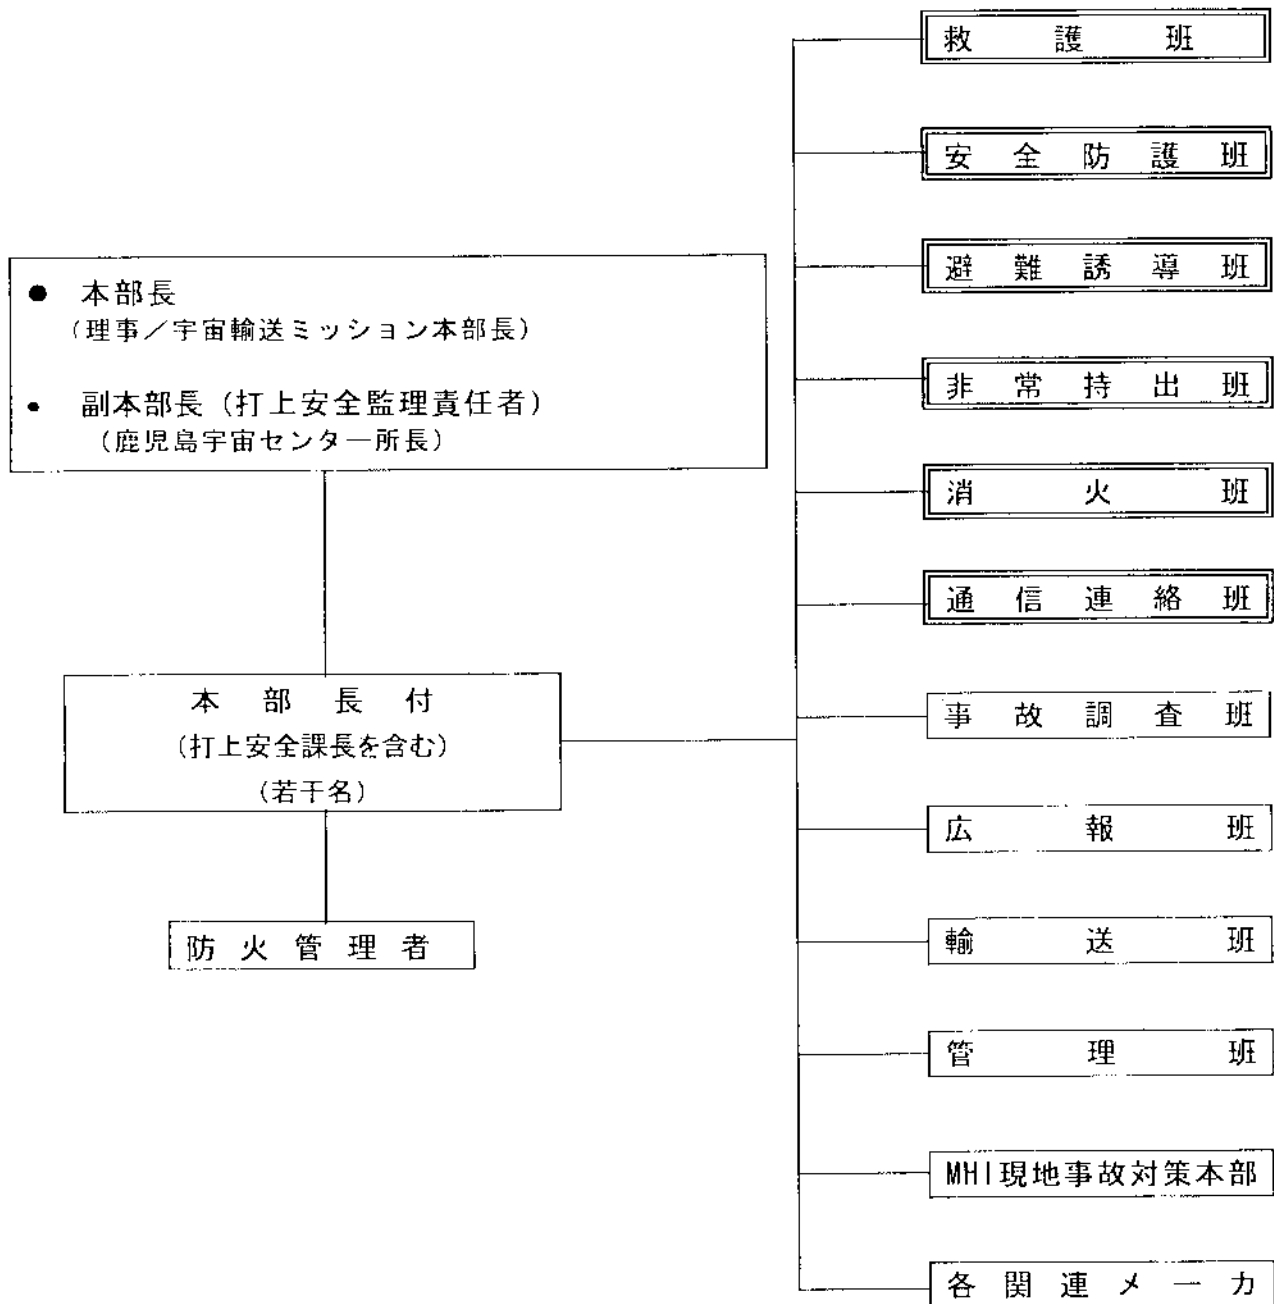 ● 本部長
(理事／宇宙輸送ミッション本部長)
• 副本部長(打上安全監理責任者)
(鹿児島宇宙センター所長)
本部長付
(打上安全課長を含む)
(若干名)
防火管理者
救護班
安全防護班
避難誘導班
非常持出班
消火班
通信連絡班
事故調査班
広報班
輸送班
管理班
MHI現地事故対策本部
各関連メーカ